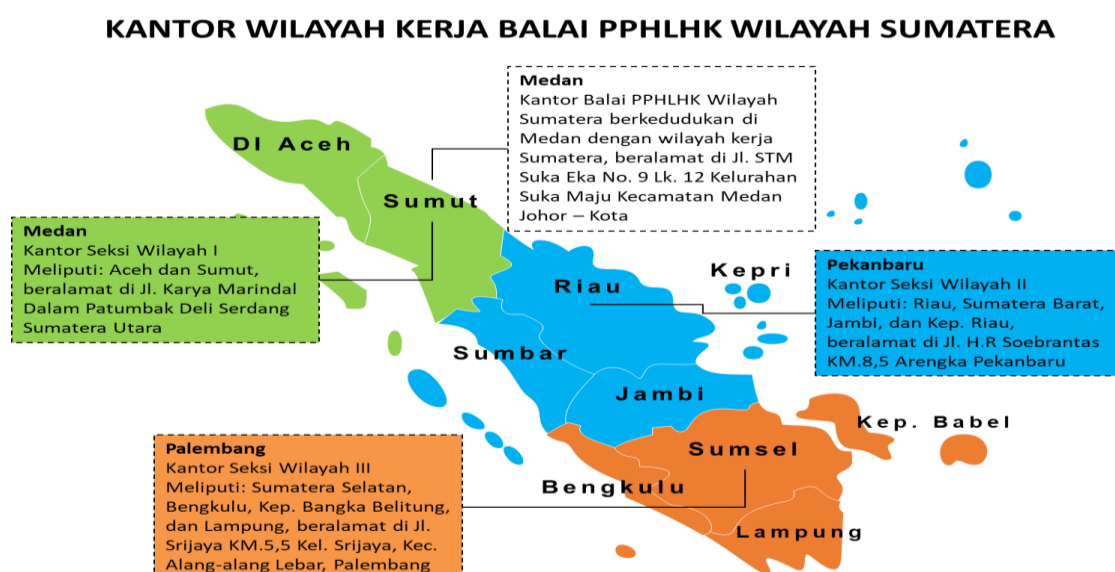 KANTOR WILAYAH KERJA BALAI PPHLHK WILAYAH SUMATERA
Medan
Kantor Balai PPHLHK Wilayah
Sumatera berkedudukan di
Medan dengan wilayah kerja
Sumatera, beralamat di Jl. STM
Suka Eka No. 9 Lk. 12 Kelurahan
Suka Maju Kecamatan Medan
Johor – Kota
DI Aceh
Sumut
Medan
Kantor Seksi Wilayah I
Meliputi: Aceh dan Sumut,
beralamat di Jl. Karya Marindal
Dalam Patumbak Deli Serdang
Sumatera Utara
Kepri
Riau
Pekanbaru
Kantor Seksi Wilayah II
Meliputi: Riau, Sumatera Barat,
Jambi, dan Kep. Riau,
beralamat di Jl. H.R Soebrantas
KM.8,5 Arengka Pekanbaru
Sumbar
Jambi
Kep. Babel
Sumsel
Palembang
Kantor Seksi Wilayah III
Meliputi: Sumatera Selatan,
Bengkulu, Kep. Bangka Belitung,
dan Lampung, beralamat di Jl.
Srijaya KM.5,5 Kel. Srijaya, Kec.
Alang-alang Lebar, Palembang
Bengkulu
Lampung